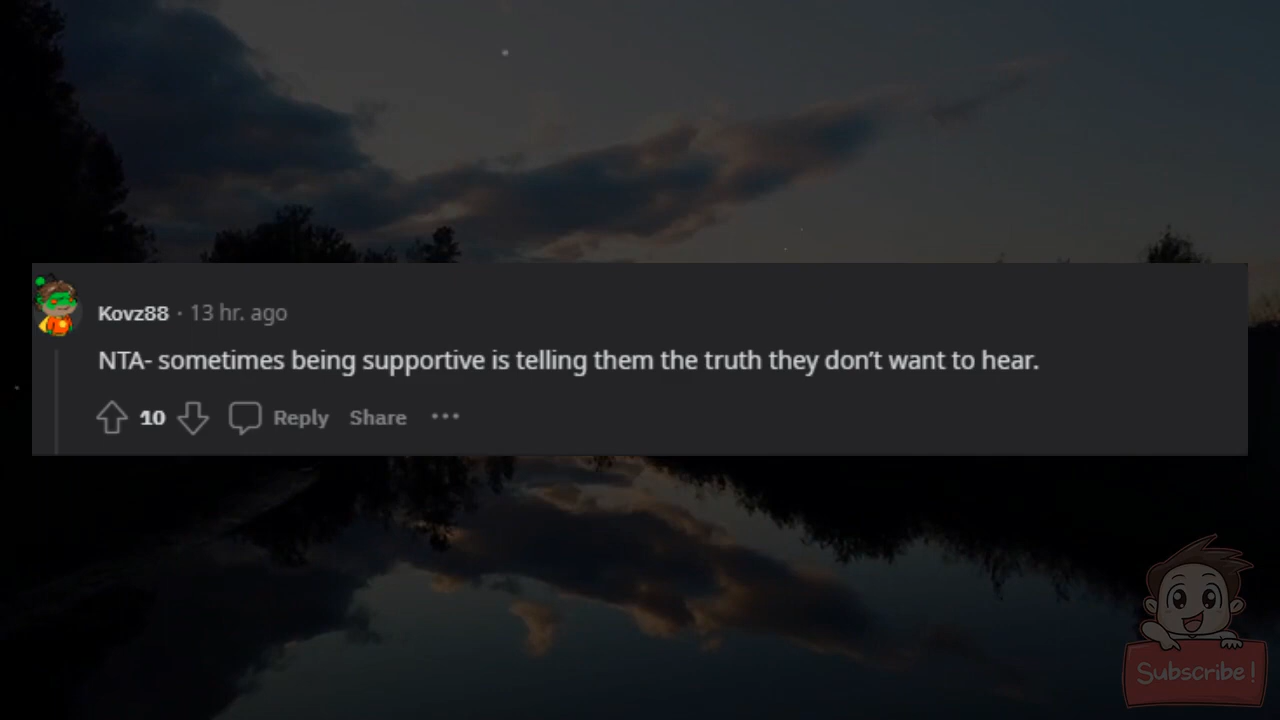 Kovz88 · 13 hr. ago
NTA- sometimes being supportive is telling them the truth they don’t want to hear.
10 Reply Share ···
Subscribe!